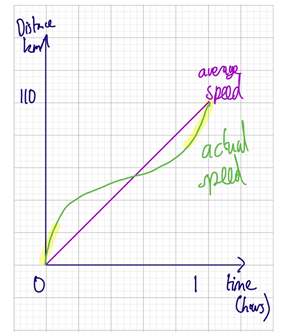 Distance
km
average
speed
110
actual
speed
0
1
time
(hours)